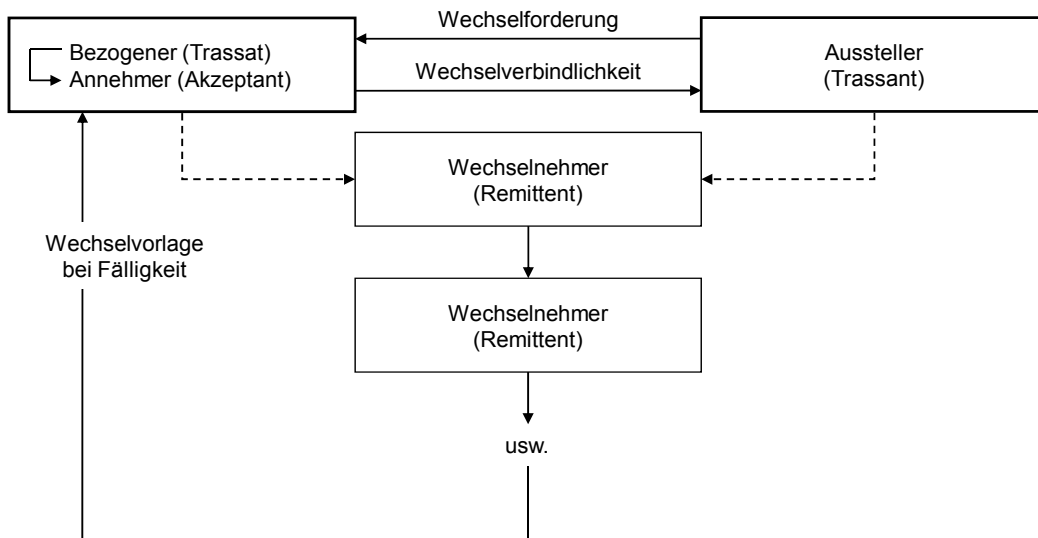 Wechselforderung
Bezogener (Trassat)
Annehmer (Akzeptant)
Wechselverbindlichkeit
Aussteller
(Trassant)
Wechselnehmer
(Remittent)
Wechselvorlage
bei Fälligkeit
Wechselnehmer
(Remittent)
usw.